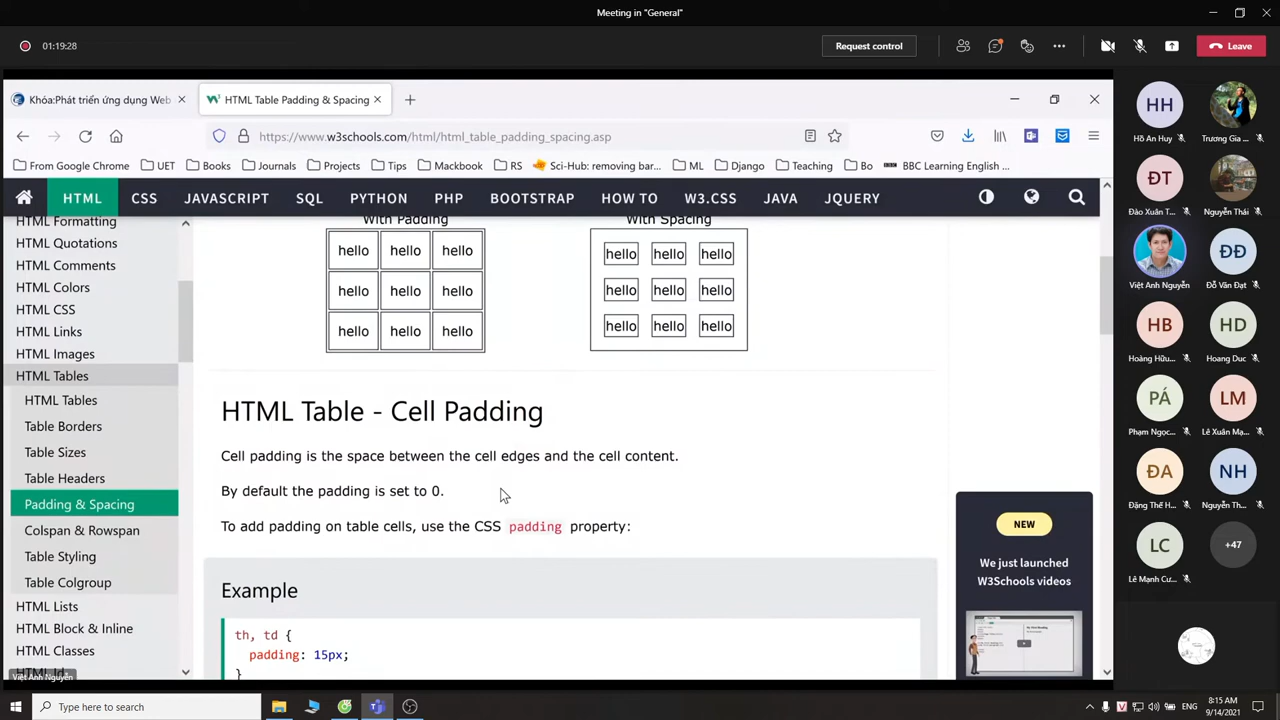 Meeting in "General"
01:19:28
Request control
Leave
Khóa:Phát triển ứng dụng Web
HTML Table Padding & Spacing
https://www.w3schools.com/html/html_table_padding_spacing.asp
From Google Chrome
UET
Books
Journals
Projects
Tips
Mackbook
RS
Sci-Hub: removing bar...
ML
Django
Teaching
Bo
BBC
BBC Learning English ...
HTML
CSS
JAVASCRIPT
SQL
PYTHON
PHP
BOOTSTRAP
HOW TO
W3.CSS
JAVA
JQUERY
HTML Formatting
HTML Quotations
HTML Comments
HTML Colors
HTML CSS
HTML Links
HTML Images
HTML Tables
HTML Tables
Table Borders
Table Sizes
Table Headers
Padding & Spacing
Colspan & Rowspan
Table Styling
Table Colgroup
HTML Lists
HTML Block & Inline
HTML Classes
HTML Id
Việt Anh Nguyễn
With Padding
hello hello hello
hello hello hello
hello hello hello
With Spacing
hello hello hello
hello hello hello
hello hello hello
HTML Table - Cell Padding
Cell padding is the space between the cell edges and the cell content.
By default the padding is set to 0.
To add padding on table cells, use the CSS padding property:
Example
th, td {
padding: 15px;
}
NEW
We just launched
W3Schools videos
HH
Hồ An Huy
Trương Gia ...
ĐT
Đào Xuân T...
Nguyễn Thái
Việt Anh Nguyễn
ĐĐ
Đỗ Văn Đạt
HB
Hoàng Hữu...
HD
Hoang Duc
PÁ
Phạm Ngọc...
LM
Lê Xuân Mạ...
ĐA
Đặng Thế H...
NH
Nguyễn Th...
LC
Lê Mạnh Cư...
+47
Type here to search
V
ENG
8:15 AM
9/14/2021